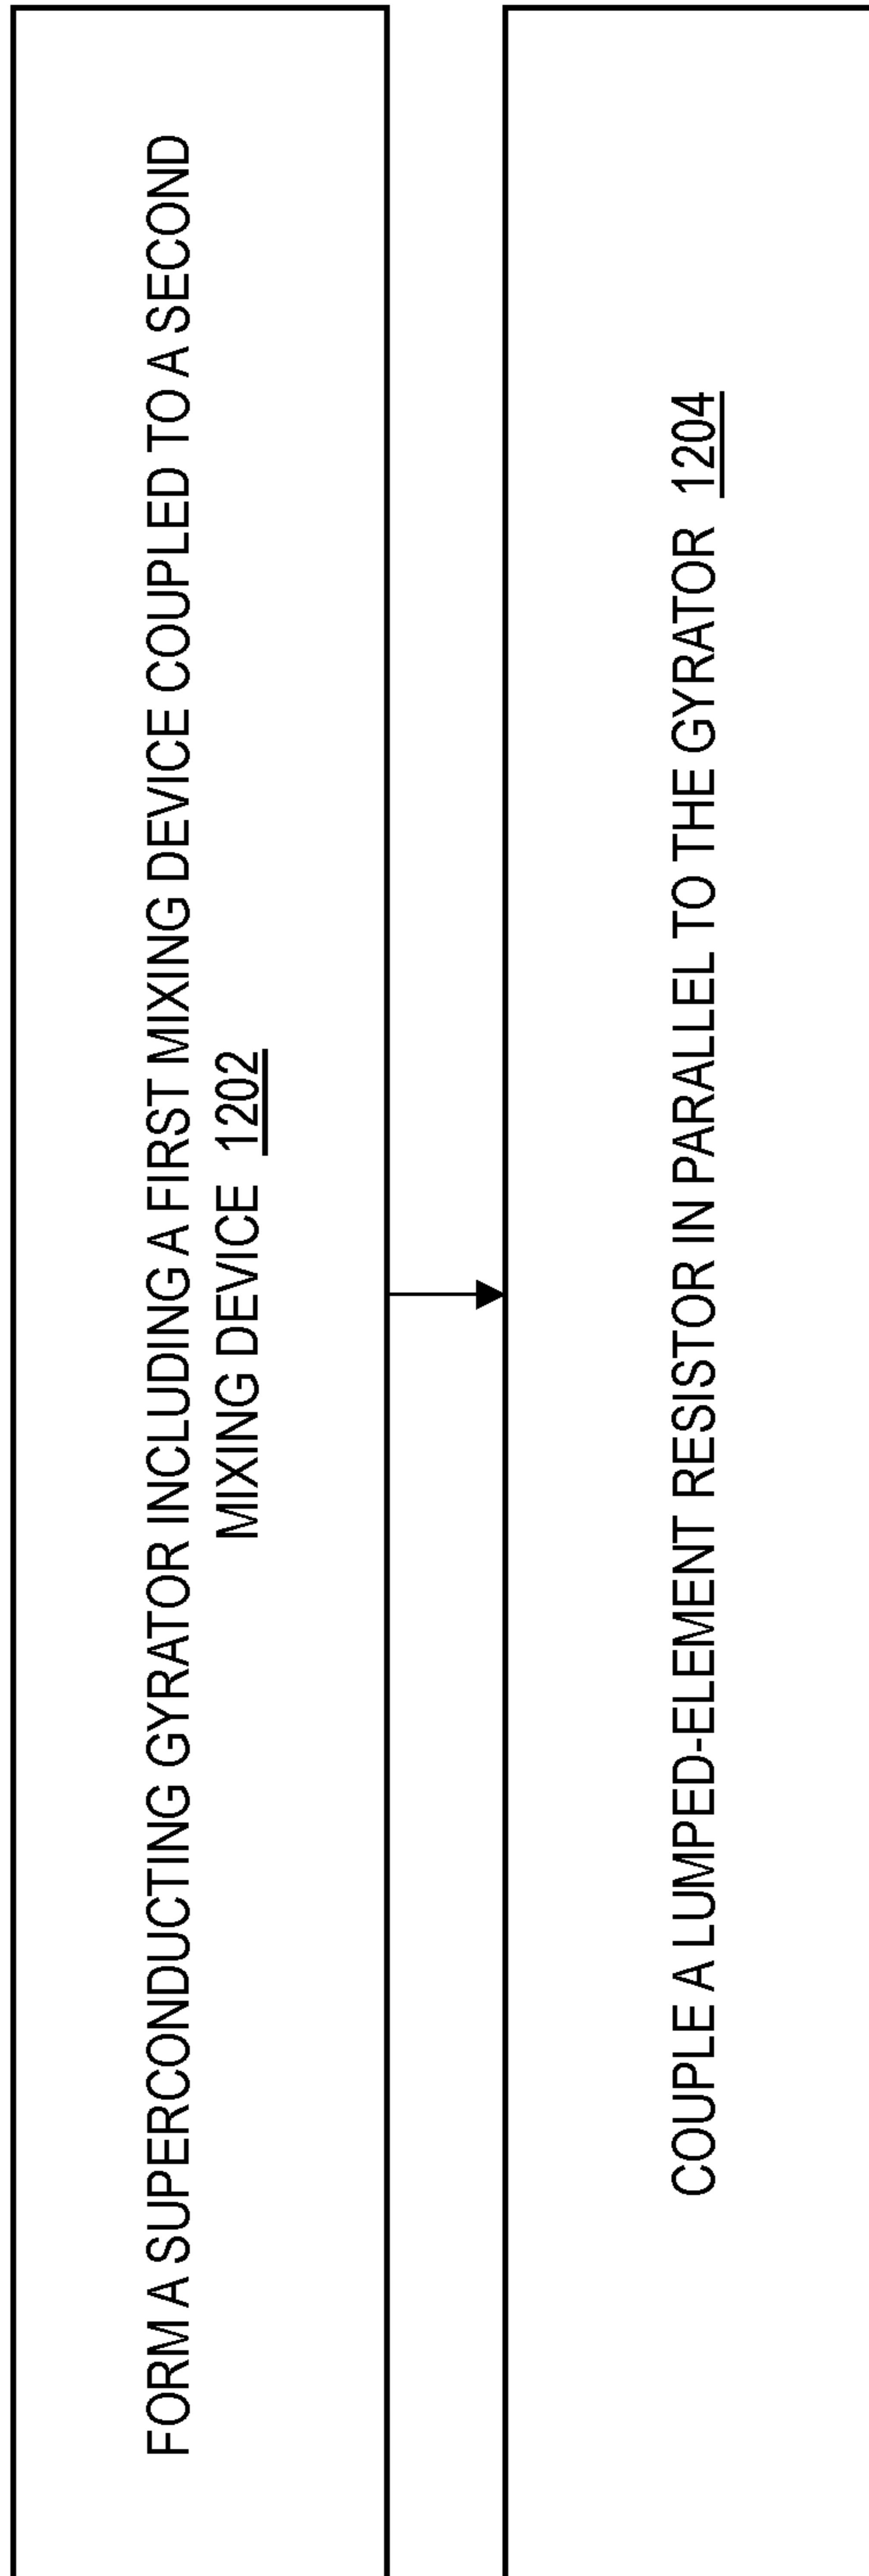 FORM A SUPERCONDUCTING GYRATOR INCLUDING A FIRST MIXING DEVICE COUPLED TO A SECOND
MIXING DEVICE 1202
COUPLE A LUMPED-ELEMENT RESISTOR IN PARALLEL TO THE GYRATOR 1204